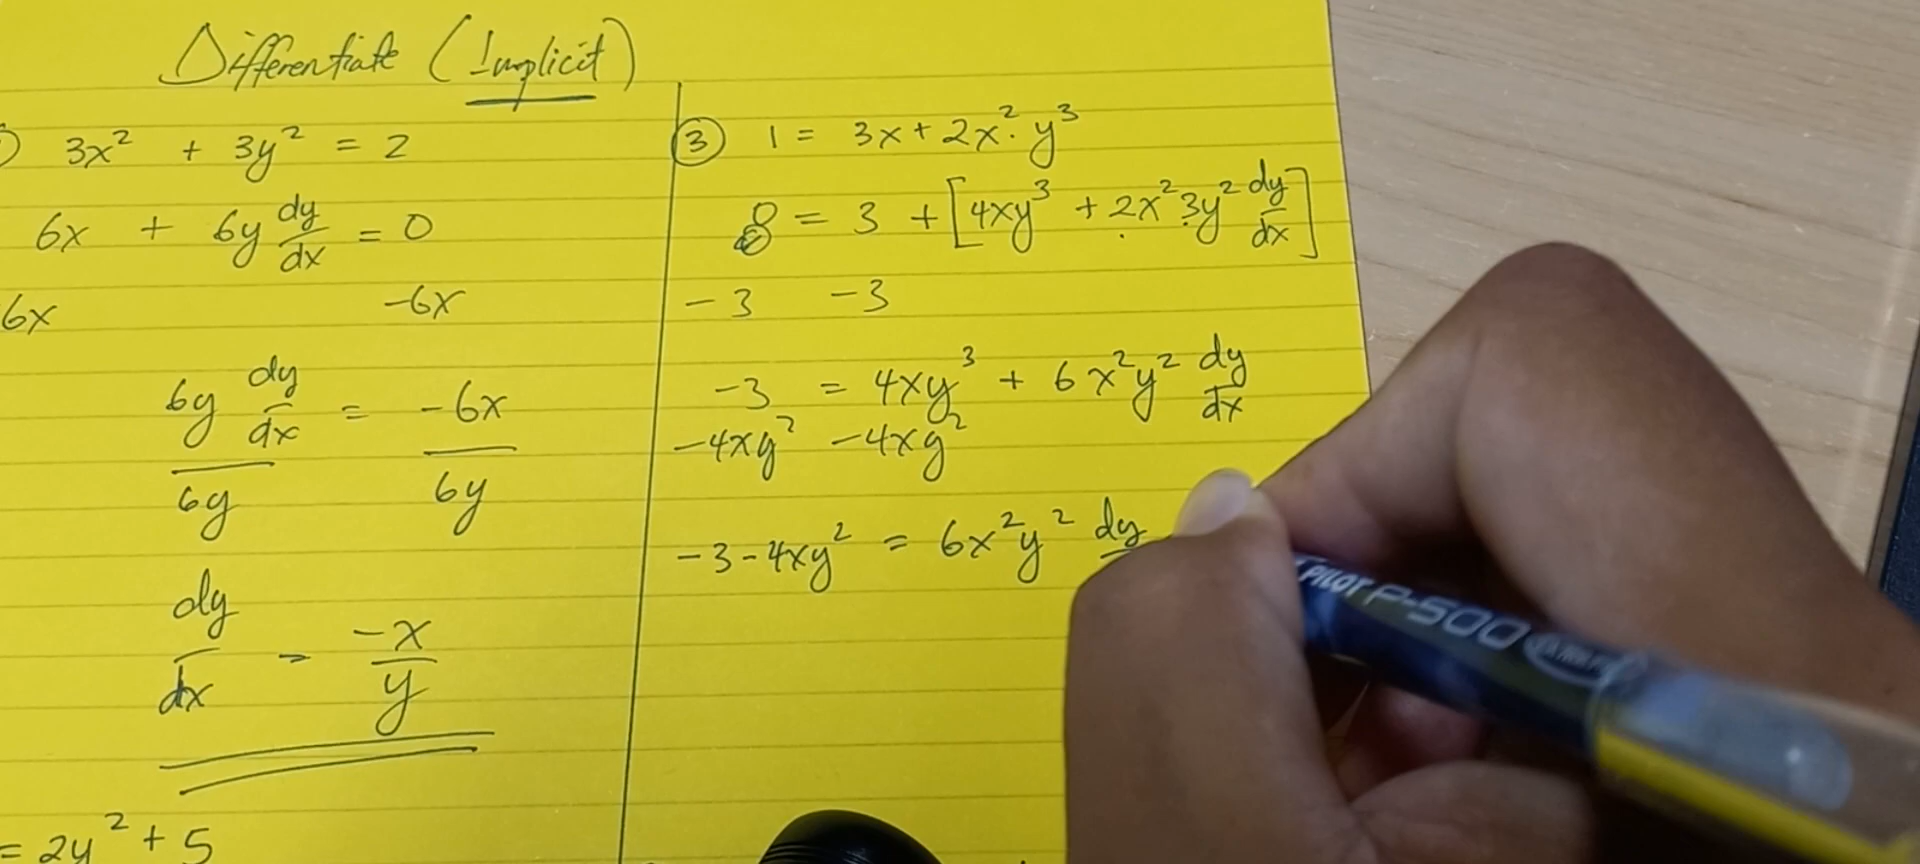 Differentiate (Implicit)
3x² + 3y² = 2
6x + 6y dy/dx = 0
6x -6x
6y dy/dx = -6x
6y 6y
dy/dx = -x/y
= 2y² + 5
③ 1 = 3x + 2x² · y³
0 = 3 + [4xy³ + 2x² 3y² dy/dx]
-3 -3
-3 = 4xy³ + 6x²y² dy/dx
-4xy² -4xy²
-3-4xy² = 6x²y² dy
PILOT P-500